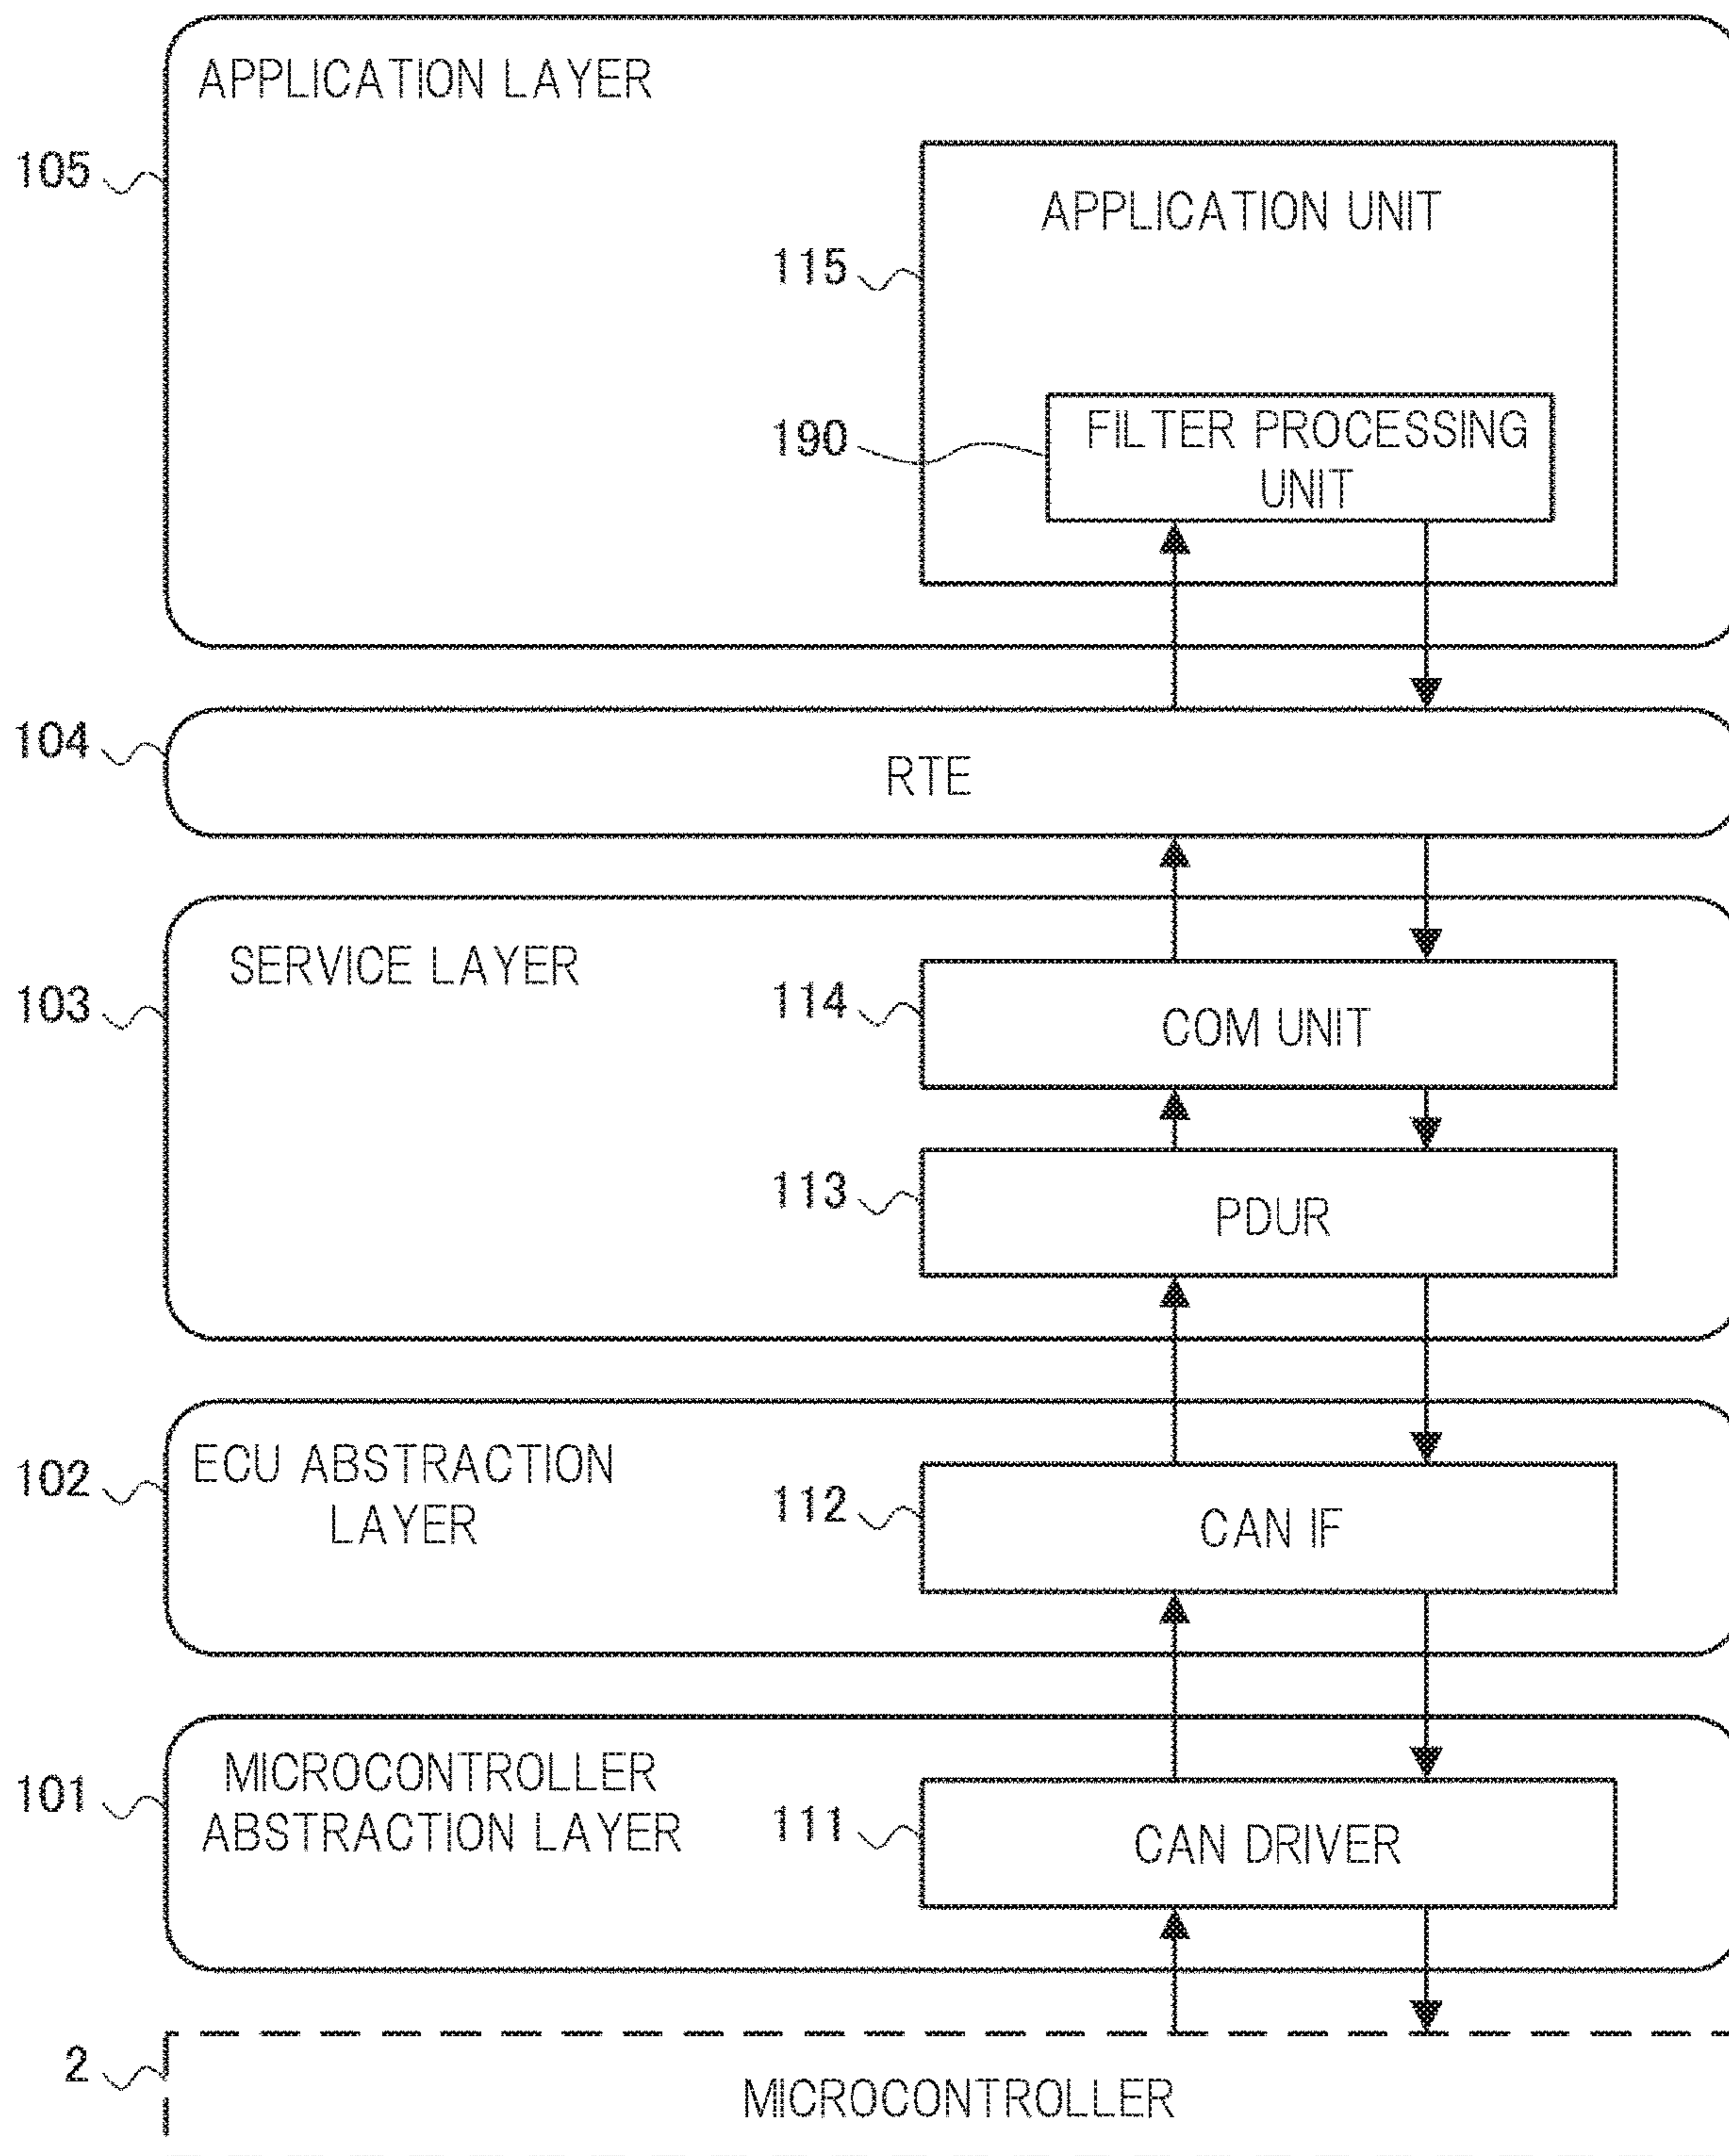 APPLICATION LAYER
105
APPLICATION UNIT
115
190
FILTER PROCESSING
UNIT
104
RTE
SERVICE LAYER
103
114
COM UNIT
113
PDUR
102
ECU ABSTRACTION
LAYER
112
CAN IF
101
MICROCONTROLLER
ABSTRACTION LAYER
111
CAN DRIVER
2
MICROCONTROLLER